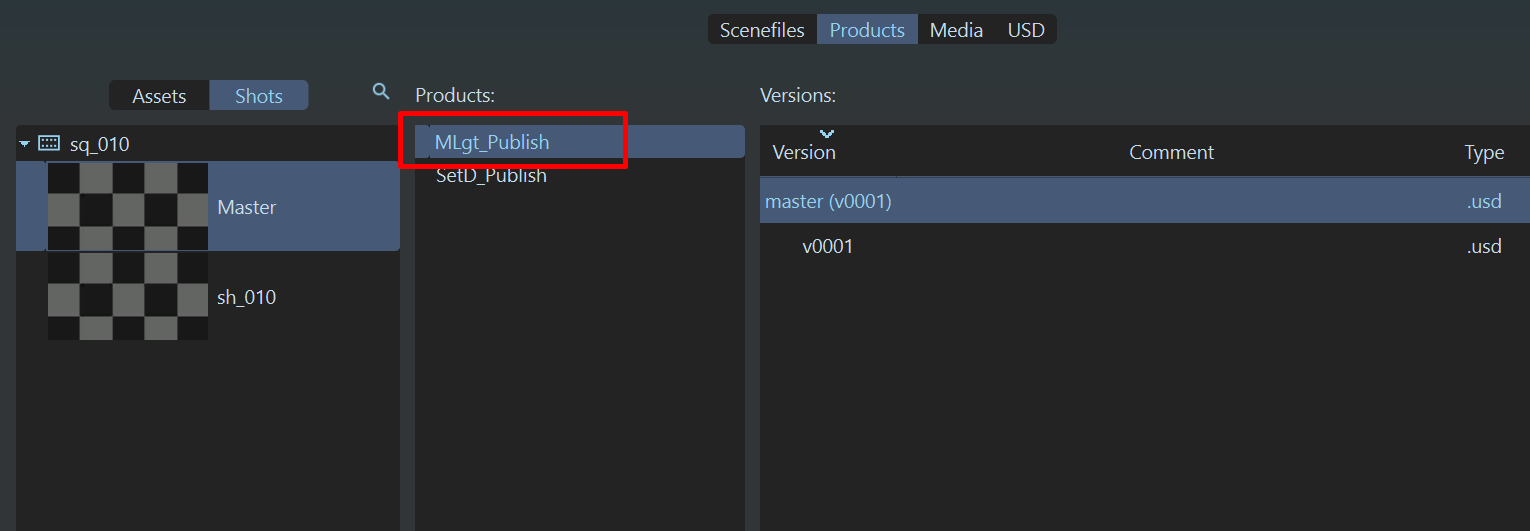 Scenefiles Products Media USD
Assets Shots
Products:
Versions:
sq_010
Master
sh_010
MLgt_Publish
SetD_Publish
Version Comment Type
master (v0001) .usd
v0001 .usd